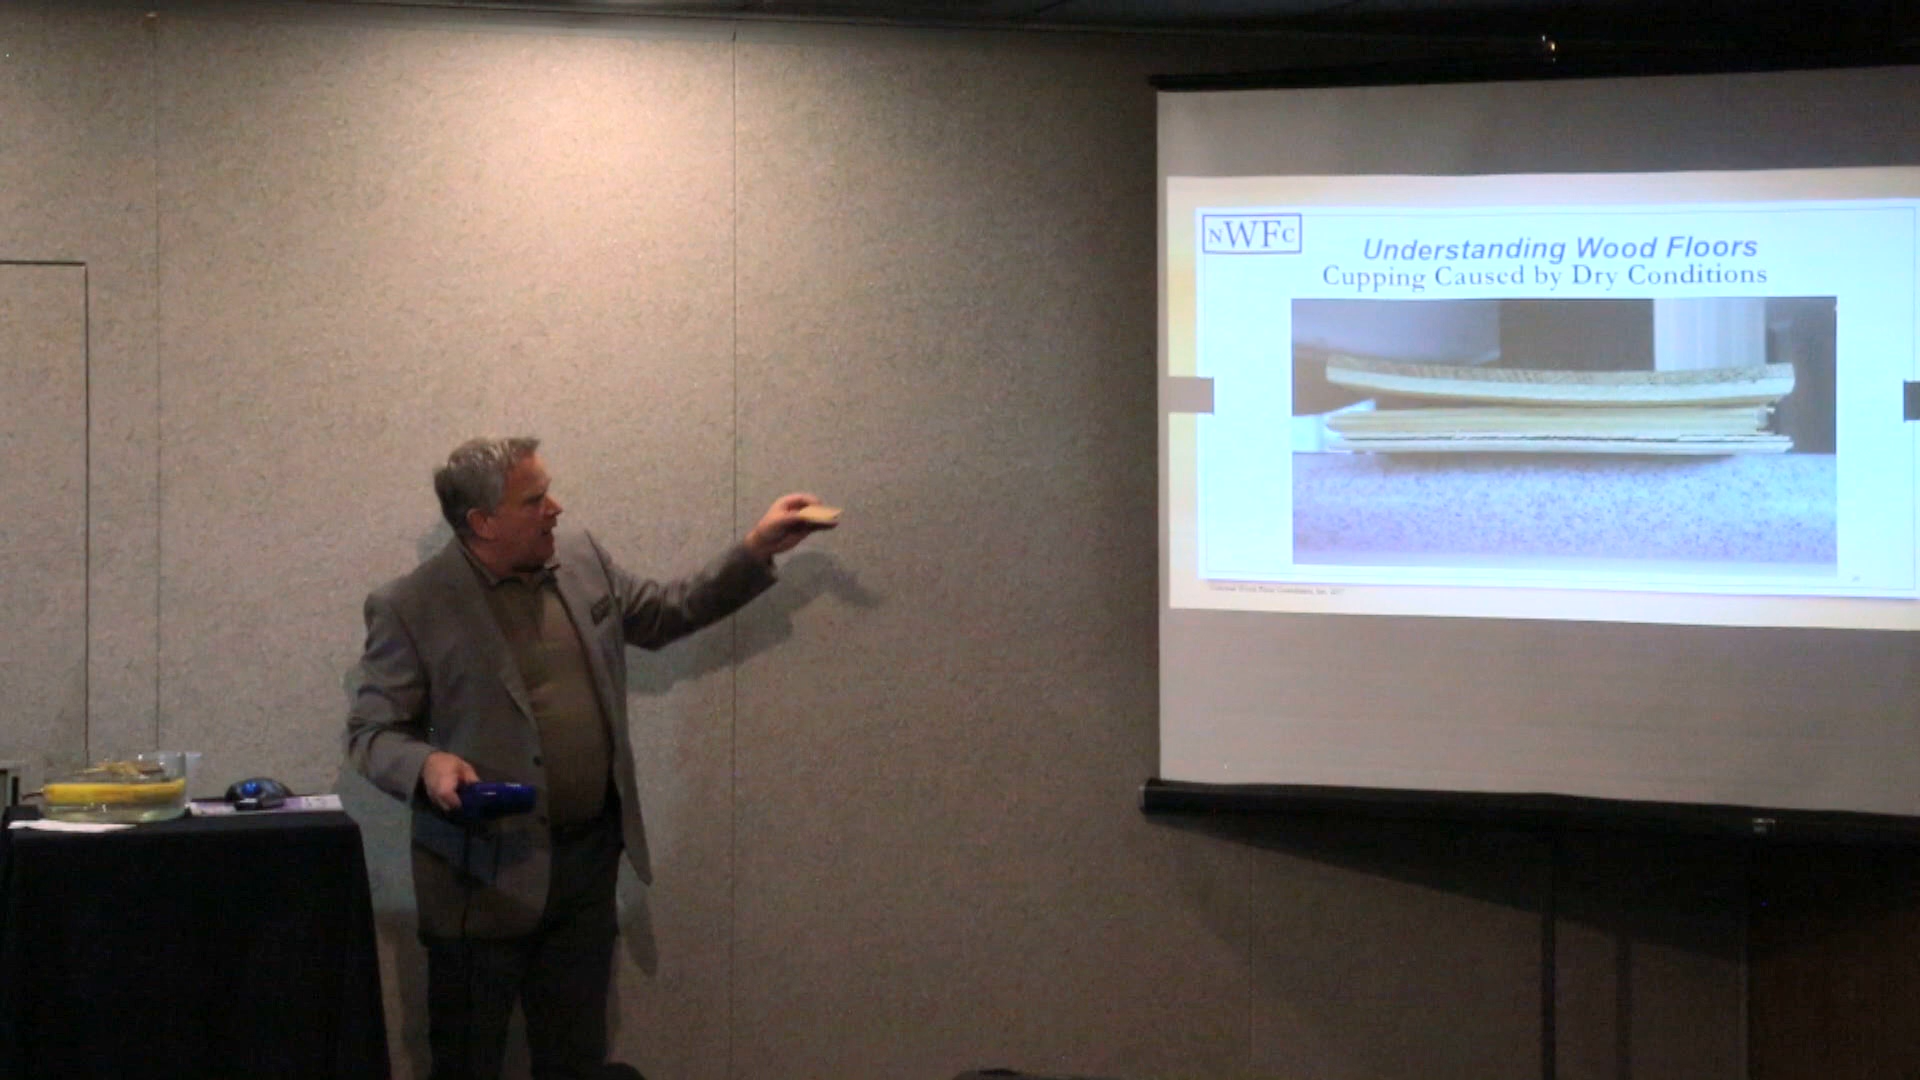 NWFC
Understanding Wood Floors
Cupping Caused by Dry Conditions